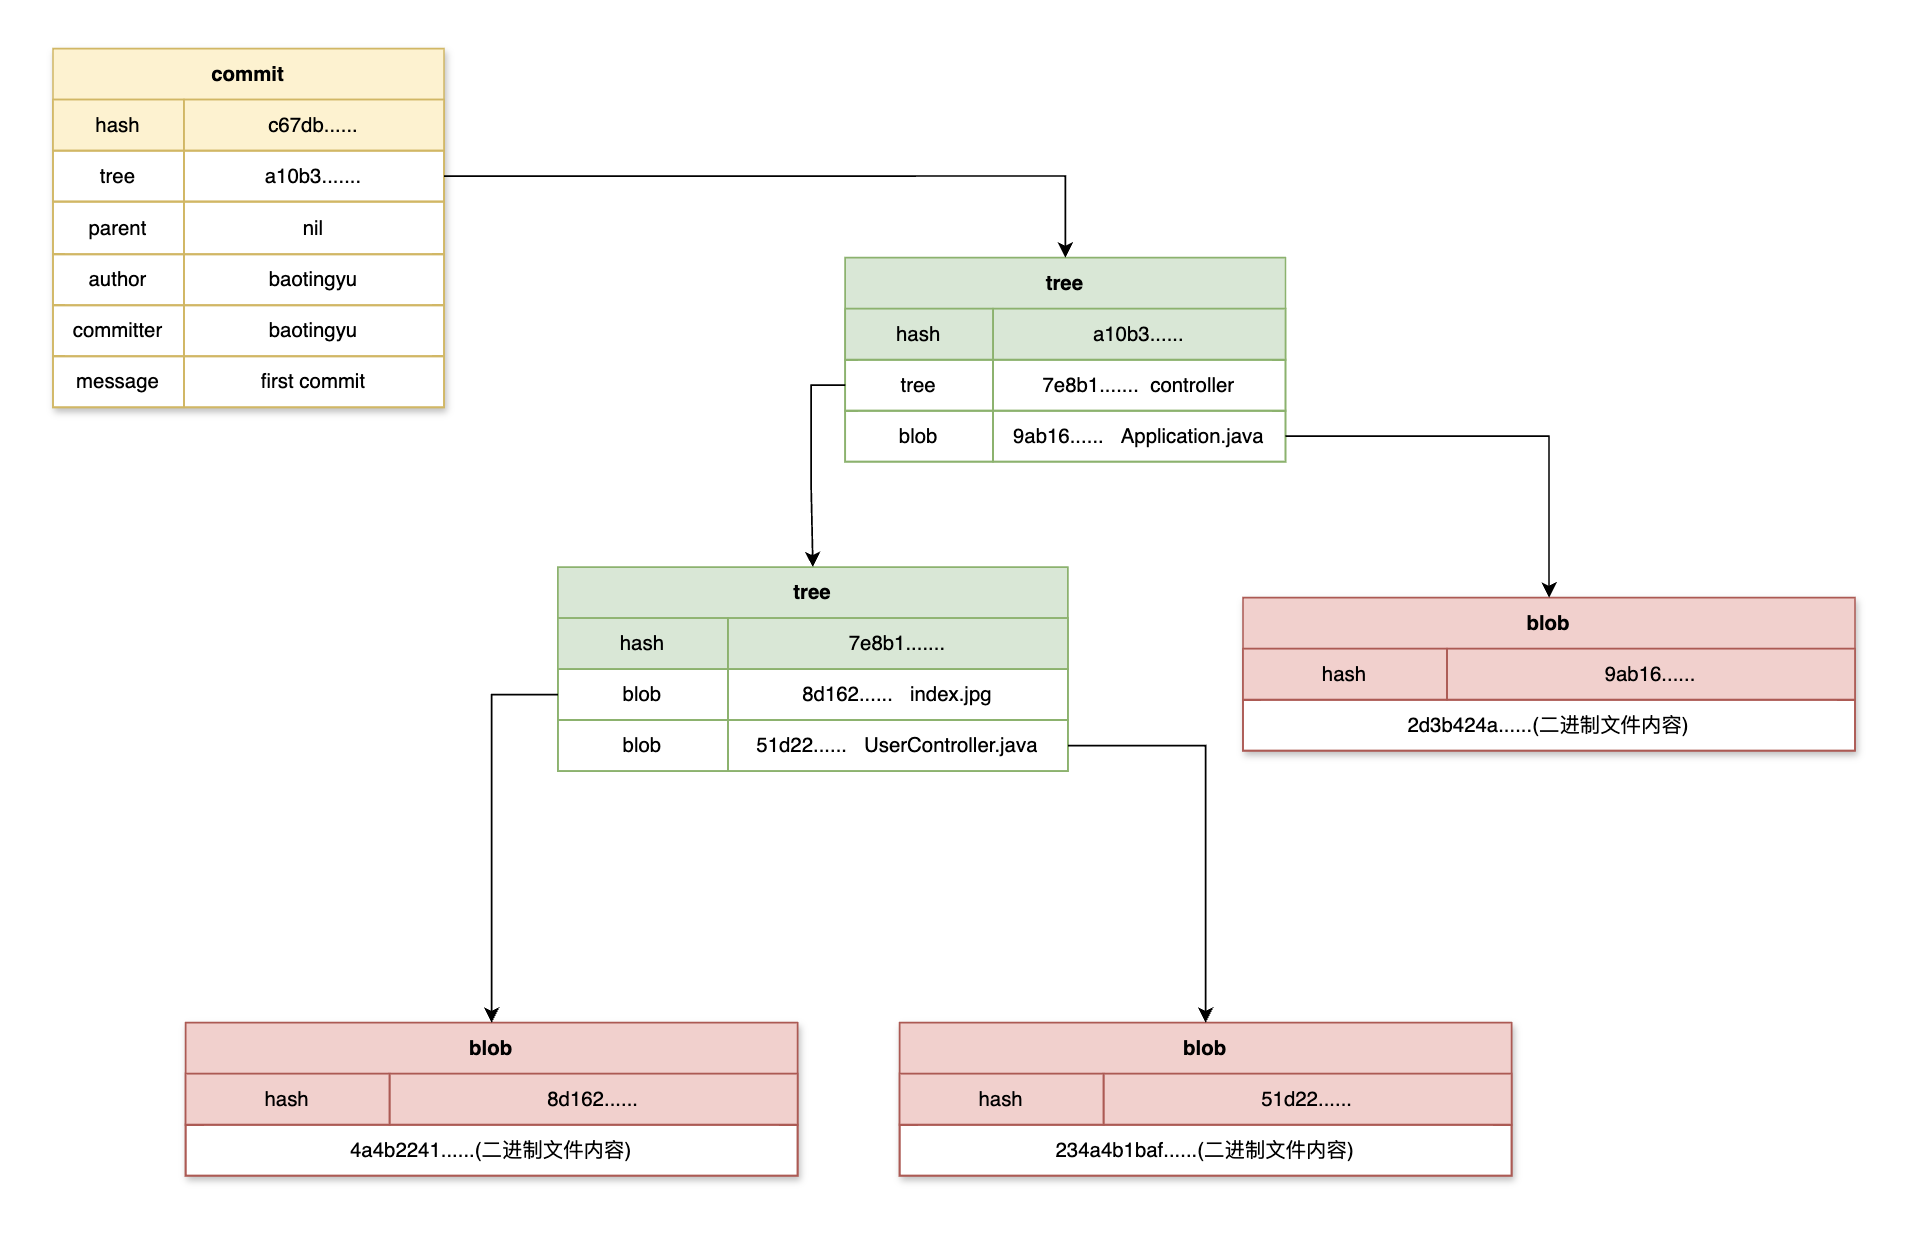 commit
hash c67db......
tree a10b3.......
parent nil
author baotingyu
committer baotingyu
message first commit
tree
hash a10b3......
tree 7e8b1....... controller
blob 9ab16...... Application.java
tree
hash 7e8b1.......
blob 8d162...... index.jpg
blob 51d22...... UserController.java
blob
hash 9ab16......
2d3b424a......(二进制文件内容)
blob
hash 8d162......
4a4b2241......(二进制文件内容)
blob
hash 51d22......
234a4b1baf......(二进制文件内容)